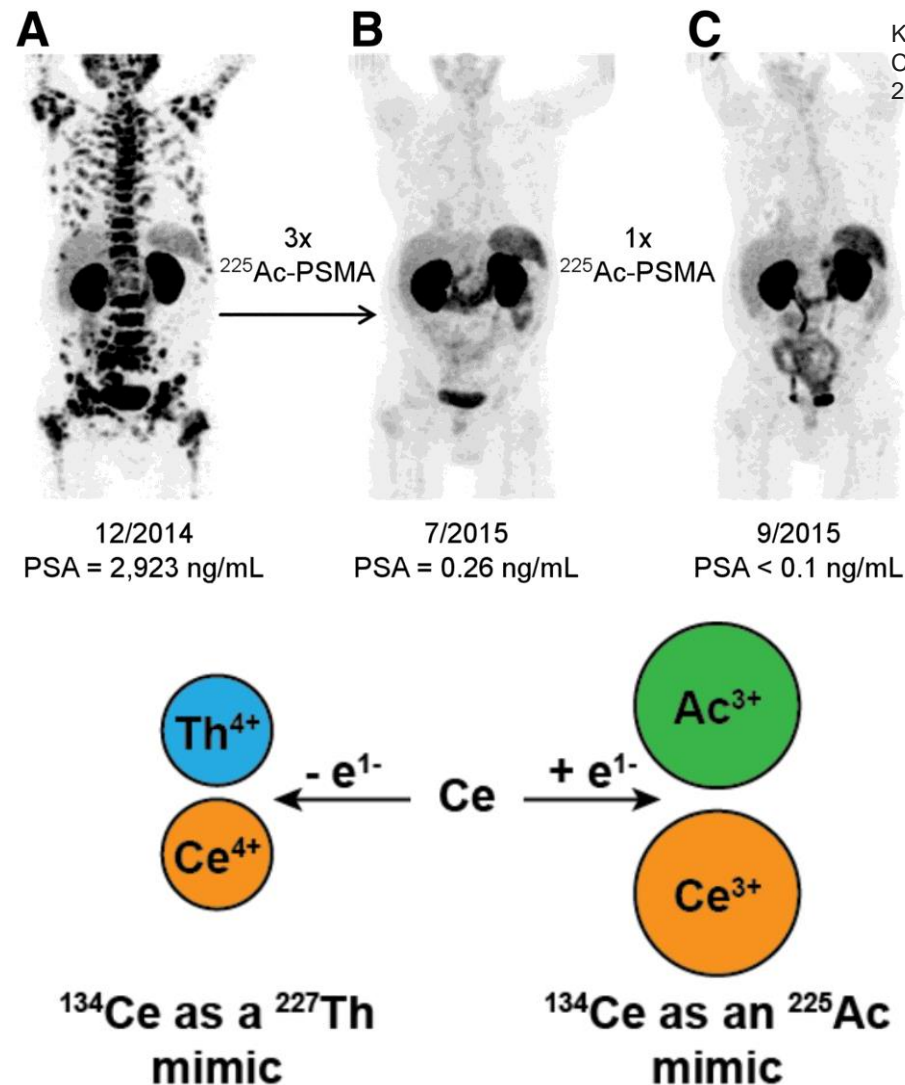 A
B
C
K
C
2
3x
²²⁵Ac-PSMA
1x
²²⁵Ac-PSMA
12/2014
PSA = 2,923 ng/mL
7/2015
PSA = 0.26 ng/mL
9/2015
PSA < 0.1 ng/mL
Th⁴⁺
Ce⁴⁺
- e¹⁻
Ce
+ e¹⁻
Ac³⁺
Ce³⁺
¹³⁴Ce as a ²²⁷Th
mimic
¹³⁴Ce as an ²²⁵Ac
mimic